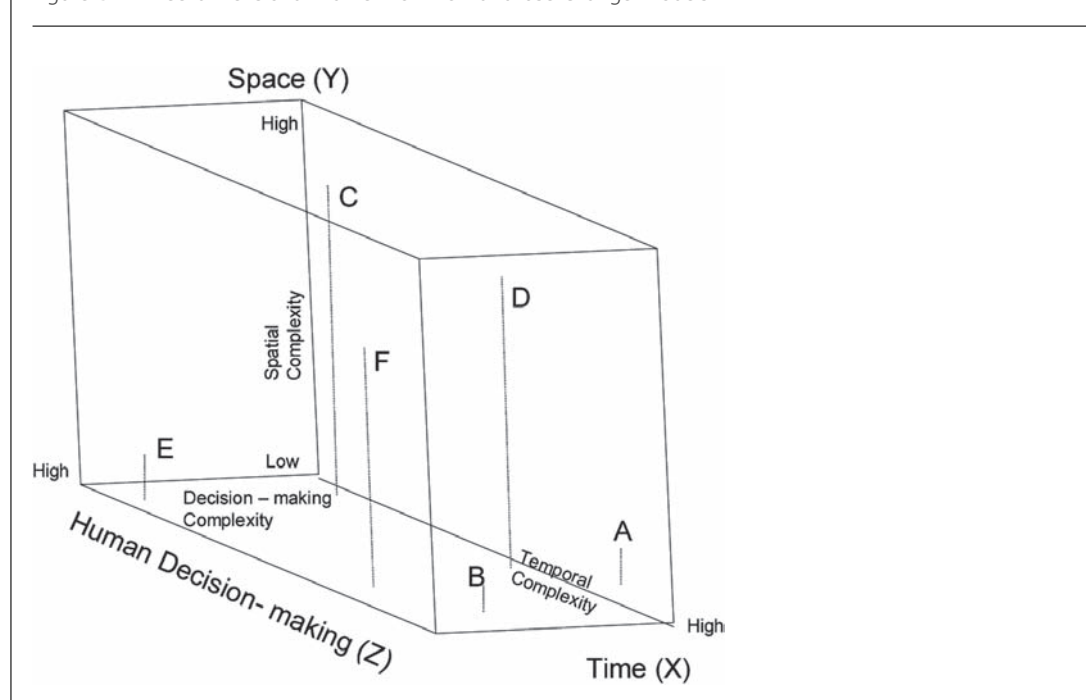 Space (Y)
High
C
D
Spatial
Complexity
F
E
Low
High
Decision – making
Complexity
A
Temporal
Complexity
B
Human Decision- making (Z)
High
Time (X)